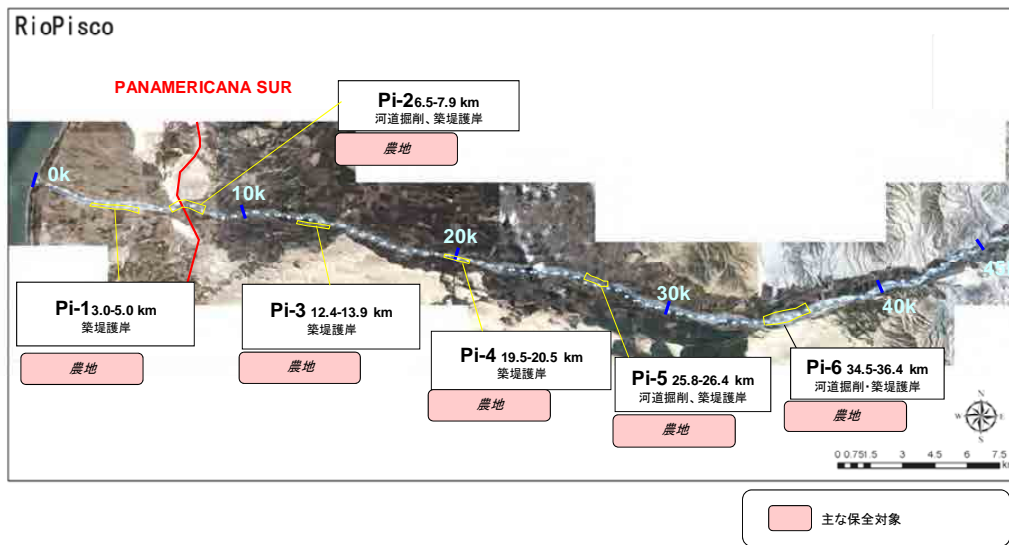 RioPisco
PANAMERICANA SUR
Pi-2 6.5-7.9 km
河道掘削、築堤護岸
農地
0k
10k
20k
30k
40k
Pi-1 3.0-5.0 km
築堤護岸
農地
Pi-3 12.4-13.9 km
築堤護岸
農地
Pi-4 19.5-20.5 km
築堤護岸
農地
Pi-5 25.8-26.4 km
河道掘削、築堤護岸
農地
Pi-6 34.5-36.4 km
河道掘削・築堤護岸
農地
N
W E
S
0 0.75 1.5 3 4.5 6 7.5
主な保全対象